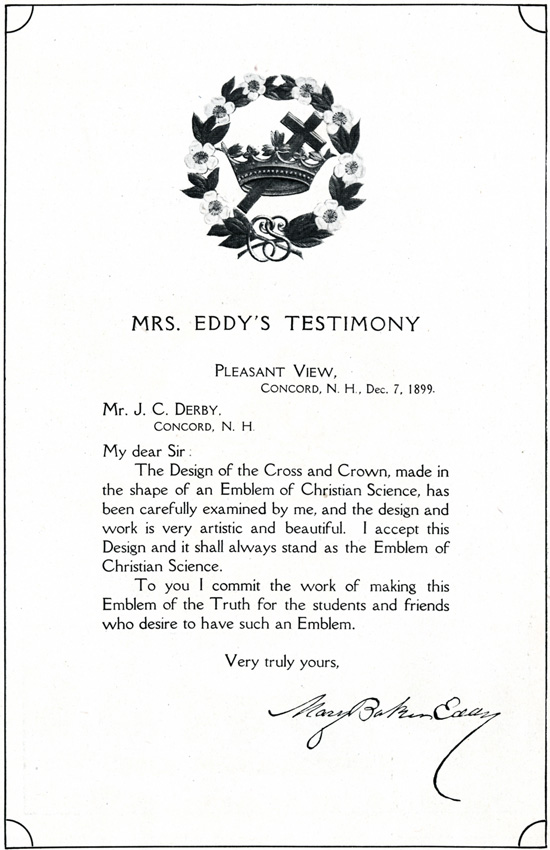 MRS. EDDY'S TESTIMONY
PLEASANT VIEW,
CONCORD, N. H., Dec. 7, 1899.
Mr. J. C. DERBY,
CONCORD, N. H.
My dear Sir:
The Design of the Cross and Crown, made in
the shape of an Emblem of Christian Science, has
been carefully examined by me, and the design and
work is very artistic and beautiful. I accept this
Design and it shall always stand as the Emblem of
Christian Science.
To you I commit the work of making this
Emblem of the Truth for the students and friends
who desire to have such an Emblem.
Very truly yours,
Mary Baker Eddy